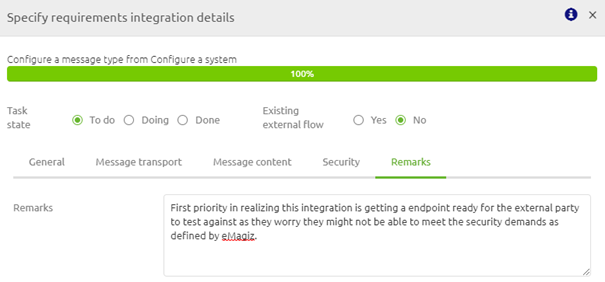 Specify requirements integration details
Configure a message type from Configure a system
100%
Task state
To do
Doing
Done
Existing external flow
Yes
No
General
Message transport
Message content
Security
Remarks
Remarks
First priority in realizing this integration is getting a endpoint ready for the external party
to test against as they worry they might not be able to meet the security demands as
defined by eMagiz.